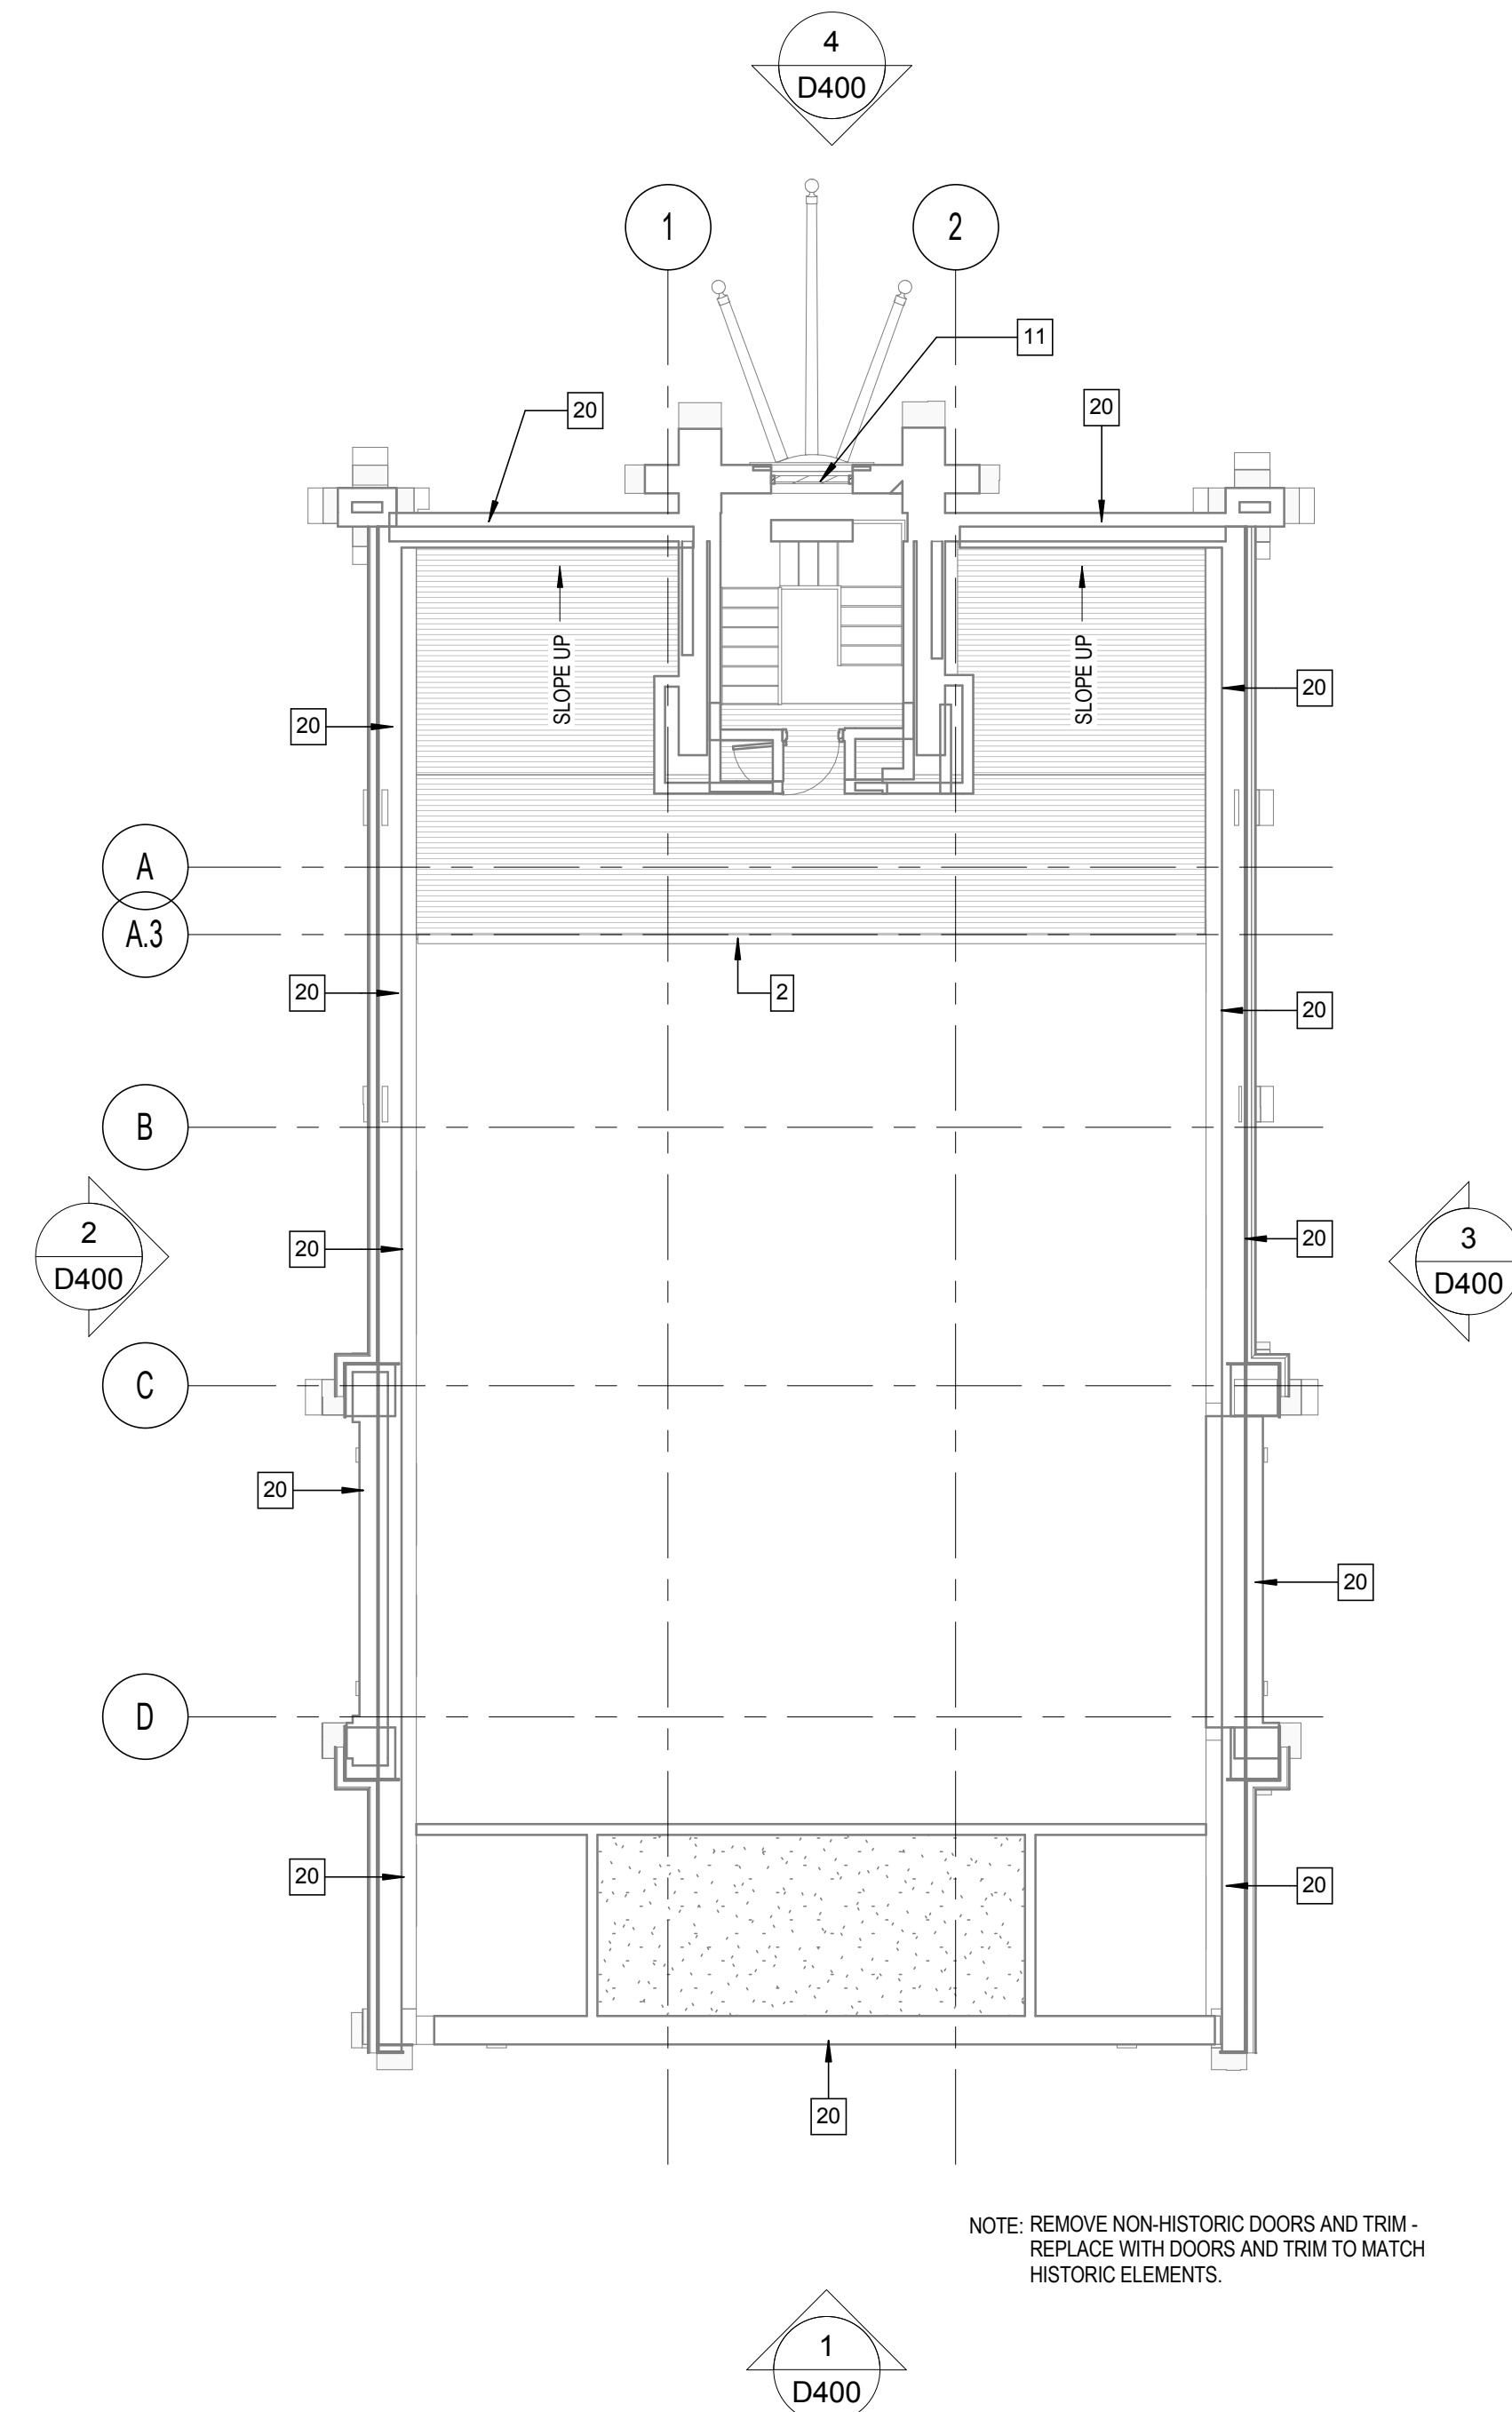 4
D400
1
2
11
20
20
SLOPE UP
SLOPE UP
20
20
A
A.3
20
2
20
B
2
D400
20
20
3
D400
C
20
20
D
20
20
20
NOTE: REMOVE NON-HISTORIC DOORS AND TRIM -
REPLACE WITH DOORS AND TRIM TO MATCH
HISTORIC ELEMENTS.
1
D400